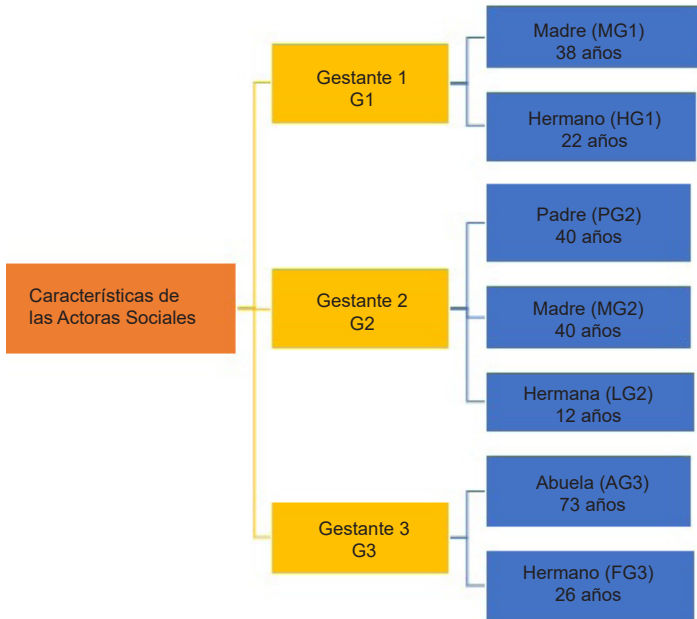 Características de
las Actoras Sociales
Gestante 1
G1
Madre (MG1)
38 años
Hermano (HG1)
22 años
Gestante 2
G2
Padre (PG2)
40 años
Madre (MG2)
40 años
Hermana (LG2)
12 años
Gestante 3
G3
Abuela (AG3)
73 años
Hermano (FG3)
26 años